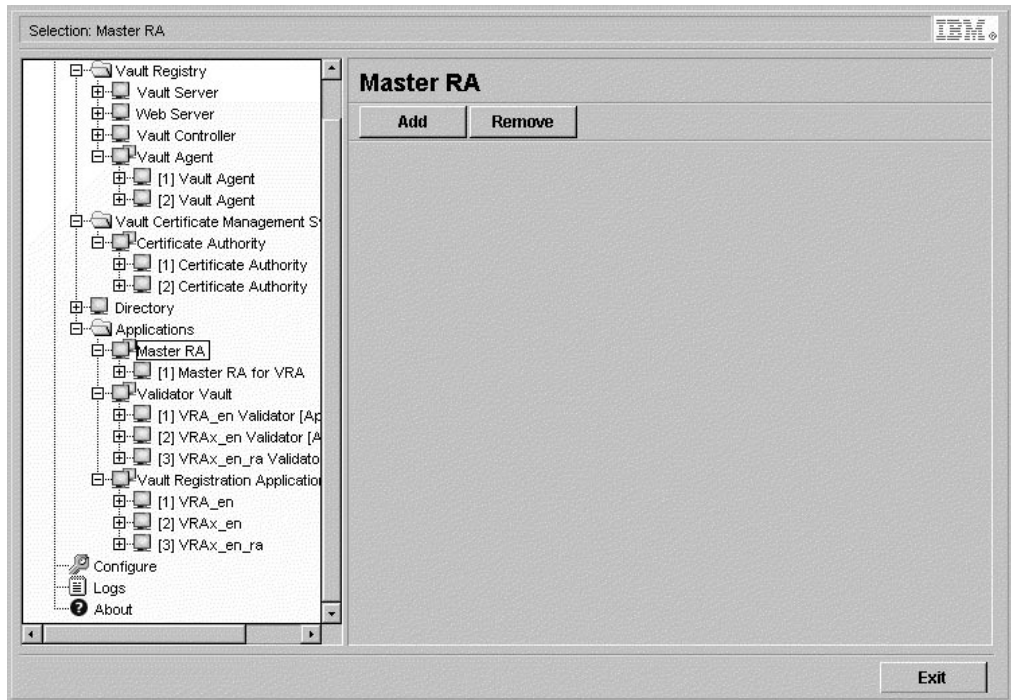 Selection: Master RA
IBM
Vault Registry
Vault Server
Web Server
Vault Controller
Vault Agent
[1] Vault Agent
[2] Vault Agent
Vault Certificate Management S
Certificate Authority
[1] Certificate Authority
[2] Certificate Authority
Directory
Applications
Master RA
[1] Master RA for VRA
Validator Vault
[1] VRA_en Validator [Ap
[2] VRAx_en Validator [A
[3] VRAx_en_ra Validato
Vault Registration Application
[1] VRA_en
[2] VRAx_en
[3] VRAx_en_ra
Configure
Logs
About
Master RA
Add Remove
Exit